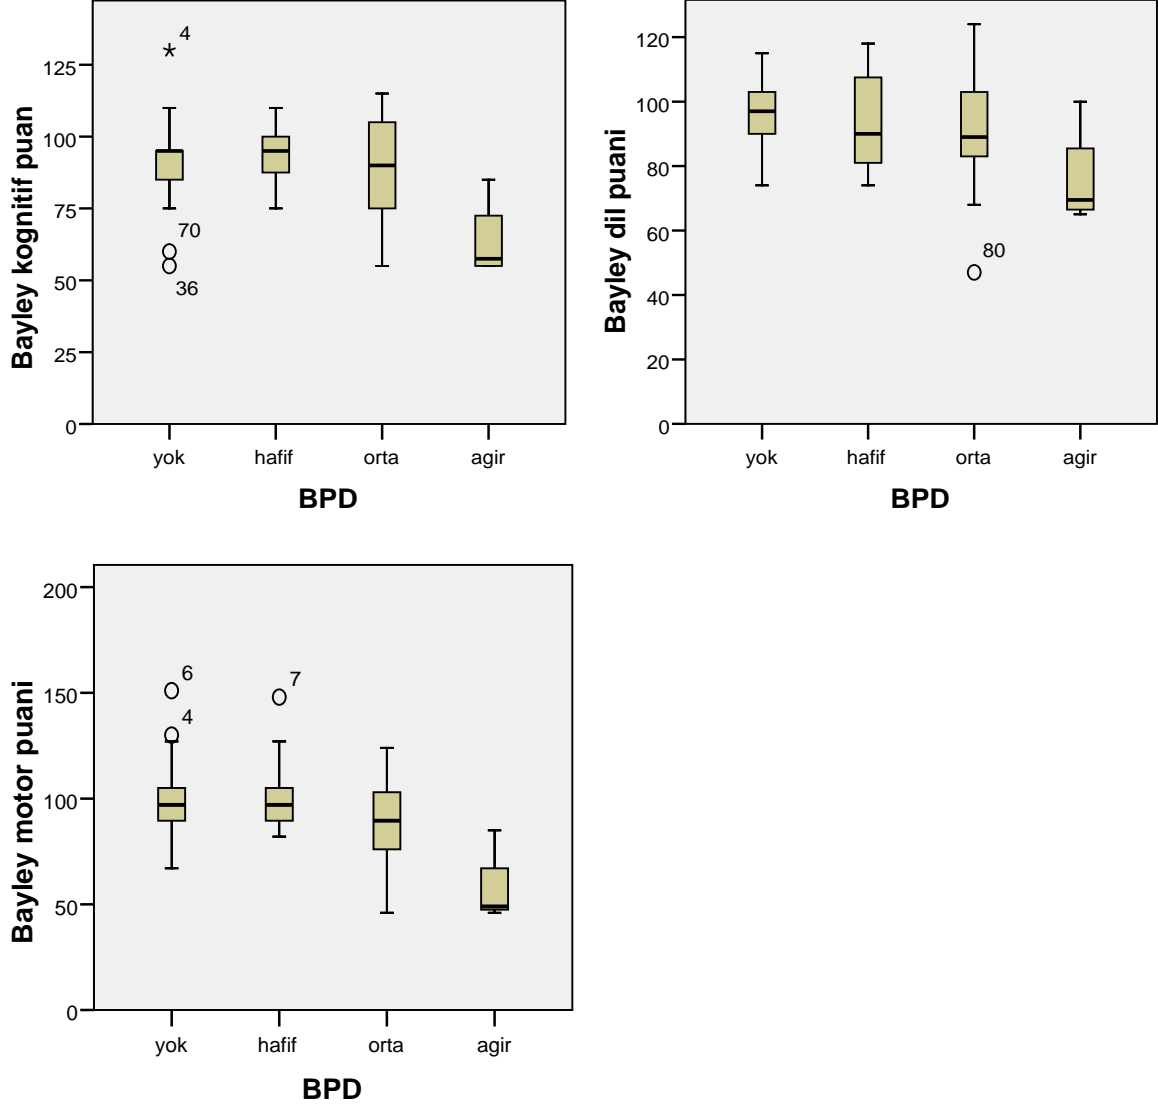 Bayley kognitif puan
125
100
75
50
25
0
4
70
36
yok hafif orta agir
BPD
Bayley dil puani
120
100
80
60
40
20
0
80
yok hafif orta agir
BPD
Bayley motor puani
200
150
100
50
0
6
4
7
yok hafif orta agir
BPD